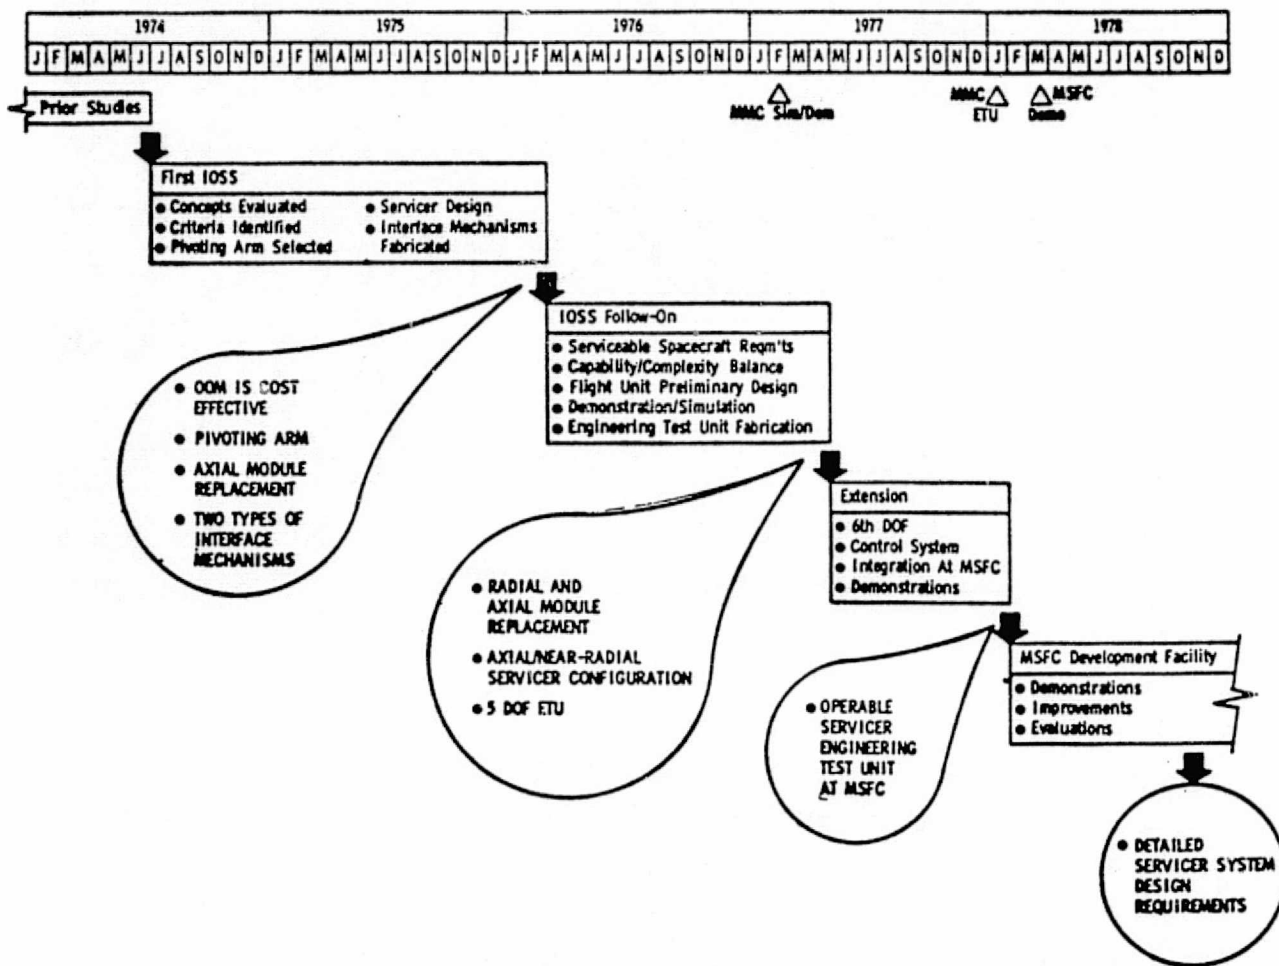 1974 1975 1976 1977 1978
J F M A M J J A S O N D J F M A M J J A S O N D J F M A M J J A S O N D J F M A M J J A S O N D J F M A M J J A S O N D
Prior Studies
MMC Sim/Dem
MMC
ETU
MSFC
Demo
First IOSS
● Concepts Evaluated
● Criteria Identified
● Pivoting Arm Selected
● Servicer Design
● Interface Mechanisms
Fabricated
● OOM IS COST
EFFECTIVE
● PIVOTING ARM
● AXIAL MODULE
REPLACEMENT
● TWO TYPES OF
INTERFACE
MECHANISMS
IOSS Follow-On
● Serviceable Spacecraft Reqm'ts
● Capability/Complexity Balance
● Flight Unit Preliminary Design
● Demonstration/Simulation
● Engineering Test Unit Fabrication
● RADIAL AND
AXIAL MODULE
REPLACEMENT
● AXIAL/NEAR-RADIAL
SERVICER CONFIGURATION
● 5 DOF ETU
Extension
● 6th DOF
● Control System
● Integration At MSFC
● Demonstrations
● OPERABLE
SERVICER
ENGINEERING
TEST UNIT
AT MSFC
MSFC Development Facility
● Demonstrations
● Improvements
● Evaluations
● DETAILED
SERVICER SYSTEM
DESIGN
REQUIREMENTS